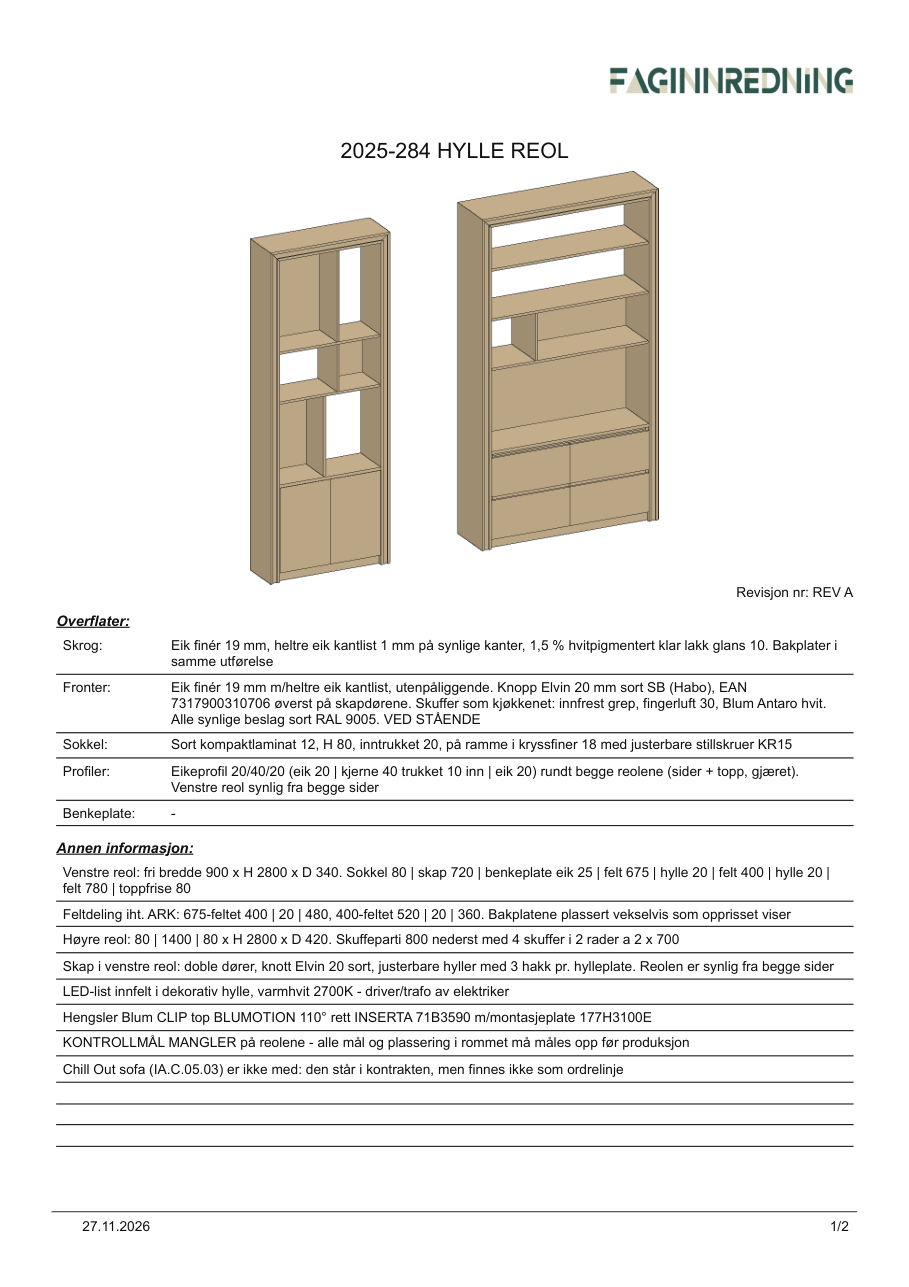 FAGINNREDNING
2025-284 HYLLE REOL
Revisjon nr: REV A
Overflater:
Skrog: Eik finér 19 mm, heltre eik kantlist 1 mm på synlige kanter, 1,5 % hvitpigmentert klar lakk glans 10. Bakplater i
samme utførelse
Fronter: Eik finér 19 mm m/heltre eik kantlist, utenpåliggende. Knopp Elvin 20 mm sort SB (Habo), EAN
7317900310706 øverst på skapdørene. Skuffer som kjøkkenet: innfrest grep, fingerluft 30, Blum Antaro hvit.
Alle synlige beslag sort RAL 9005. VED STÅENDE
Sokkel: Sort kompaktlaminat 12, H 80, inntrukket 20, på ramme i kryssfiner 18 med justerbare stillskruer KR15
Profiler: Eikeprofil 20/40/20 (eik 20 | kjerne 40 trukket 10 inn | eik 20) rundt begge reolene (sider + topp, gjæret).
Venstre reol synlig fra begge sider
Benkeplate: -
Annen informasjon:
Venstre reol: fri bredde 900 x H 2800 x D 340. Sokkel 80 | skap 720 | benkeplate eik 25 | felt 675 | hylle 20 | felt 400 | hylle 20 |
felt 780 | toppfrise 80
Feltdeling iht. ARK: 675-feltet 400 | 20 | 480, 400-feltet 520 | 20 | 360. Bakplatene plassert vekselvis som opprisset viser
Høyre reol: 80 | 1400 | 80 x H 2800 x D 420. Skuffeparti 800 nederst med 4 skuffer i 2 rader a 2 x 700
Skap i venstre reol: doble dører, knott Elvin 20 sort, justerbare hyller med 3 hakk pr. hylleplate. Reolen er synlig fra begge sider
LED-list innfelt i dekorativ hylle, varmhvit 2700K - driver/trafo av elektriker
Hengsler Blum CLIP top BLUMOTION 110° rett INSERTA 71B3590 m/montasjeplate 177H3100E
KONTROLLMÅL MANGLER på reolene - alle mål og plassering i rommet må måles opp før produksjon
Chill Out sofa (IA.C.05.03) er ikke med: den står i kontrakten, men finnes ikke som ordrelinje
27.11.2026
1/2